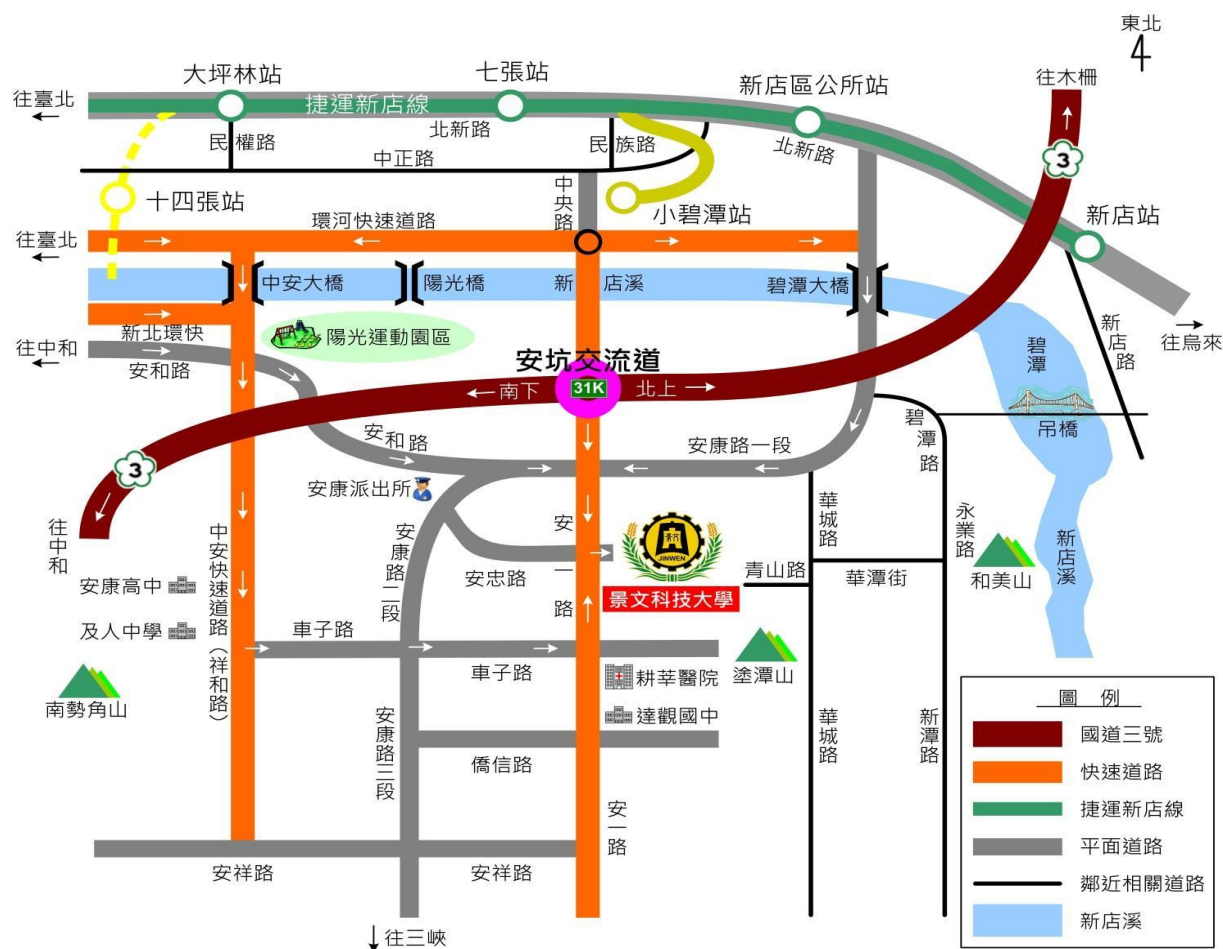 東北
4
往木柵
大坪林站
七張站
新店區公所站
往臺北
捷運新店線
北新路
北新路
民權路
民族路
中正路
3
十四張站
中央路
小碧潭站
新店站
環河快速道路
往臺北
中安大橋
陽光橋
新店溪
碧潭大橋
新北環快
陽光運動園區
往中和
安和路
安坑交流道
31K
南下
北上
新店路
往烏來
碧潭
吊橋
碧潭路
安和路
安康路一段
3
安康派出所
往中和
中安快速道路(祥和路)
安康路二段
安一路
JINWEN
景文
景文科技大學
安忠路
華城路
永業路
新店溪
青山路
華潭街
和美山
安康高中
及人中學
車子路
車子路
南勢角山
耕莘醫院
塗潭山
達觀國中
安康路三段
僑信路
華城路
新潭路
安一路
安祥路
安祥路
往三峽
圖例
國道三號
快速道路
捷運新店線
平面道路
鄰近相關道路
新店溪